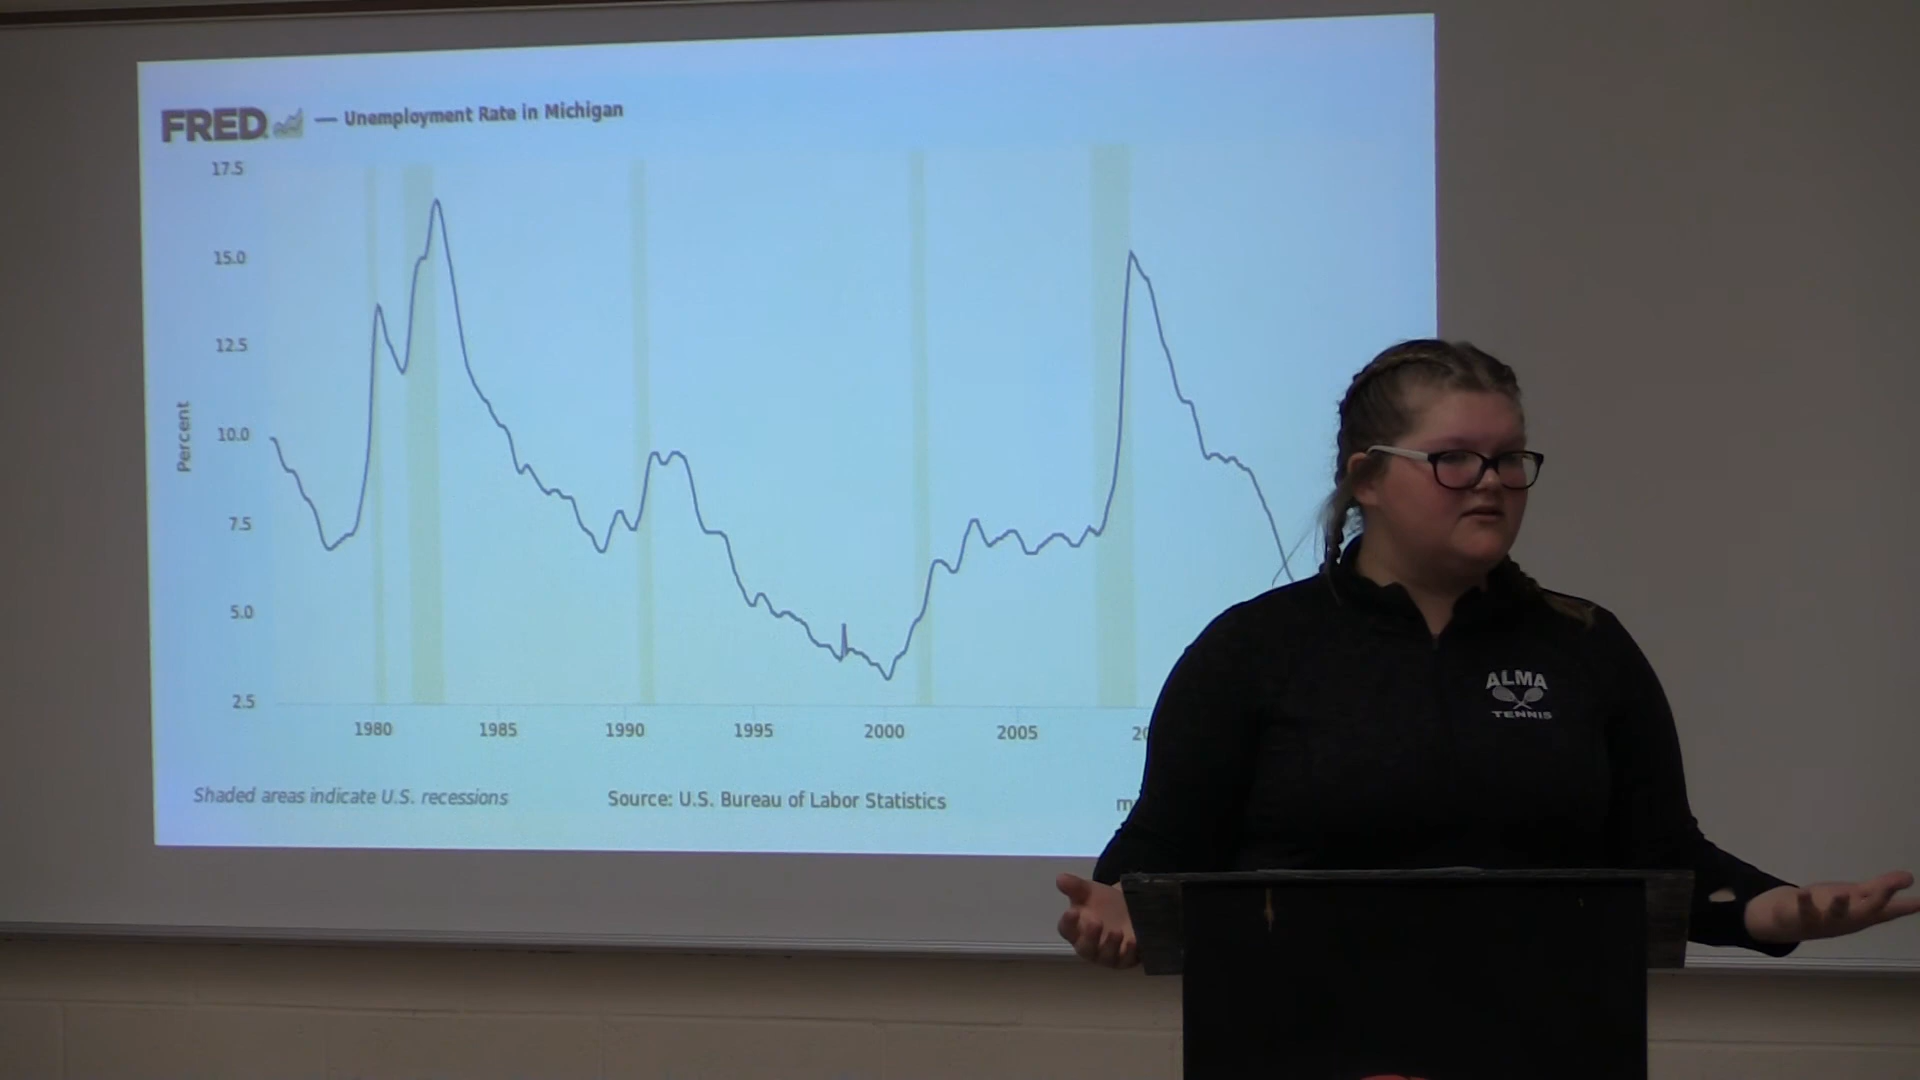 FRED — Unemployment Rate in Michigan
17.5
15.0
12.5
10.0
7.5
5.0
2.5
Percent
1980 1985 1990 1995 2000 2005 20
Shaded areas indicate U.S. recessions Source: U.S. Bureau of Labor Statistics m
ALMA
TENNIS